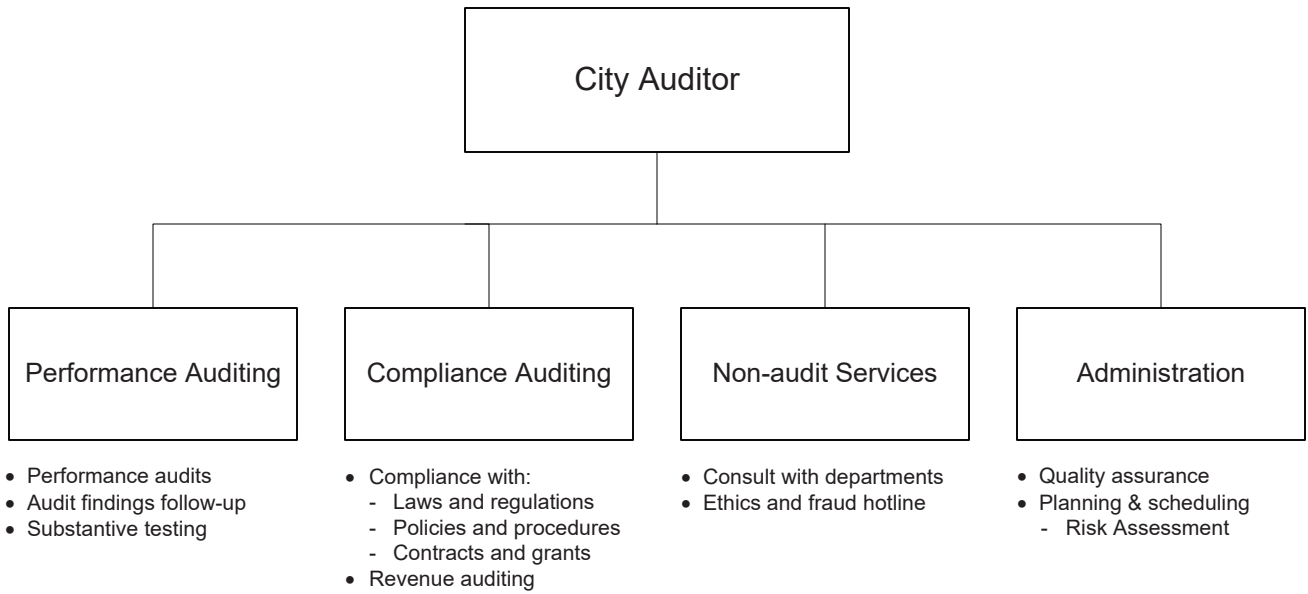 City Auditor
Performance Auditing
Compliance Auditing
Non-audit Services
Administration
• Performance audits
• Audit findings follow-up
• Substantive testing
• Compliance with:
- Laws and regulations
- Policies and procedures
- Contracts and grants
• Revenue auditing
• Consult with departments
• Ethics and fraud hotline
• Quality assurance
• Planning & scheduling
- Risk Assessment